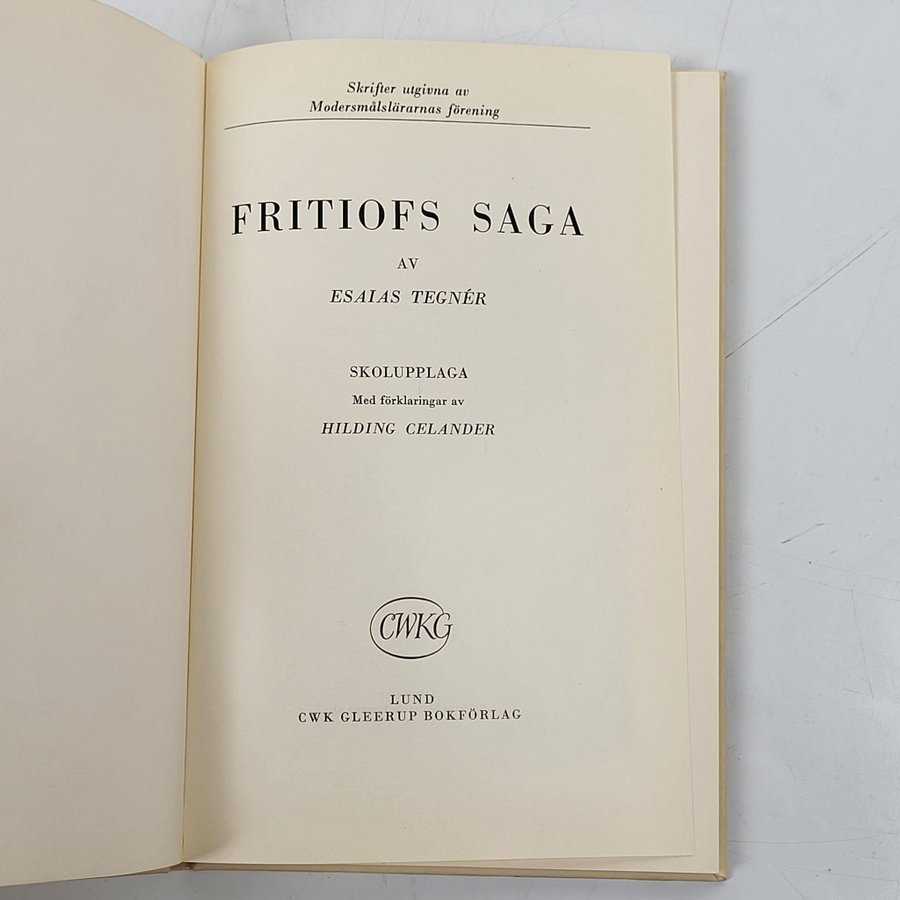 Skrifter utgivna av
Modersmålslärarnas förening
FRITIOFS SAGA
AV
ESAIAS TEGNÉR
SKOLUPPLAGA
Med förklaringar av
HILDING CELANDER
CWKG
LUND
CWK GLEERUP BOKFÖRLAG